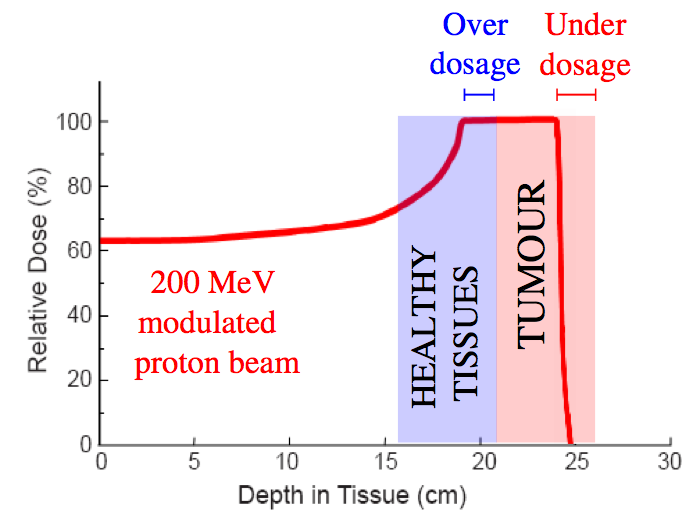 Over
dosage
Under
dosage
100
80
60
40
20
0
Relative Dose (%)
200 MeV
modulated
proton beam
HEALTHY
TISSUES
TUMOUR
0 5 10 15 20 25 30
Depth in Tissue (cm)